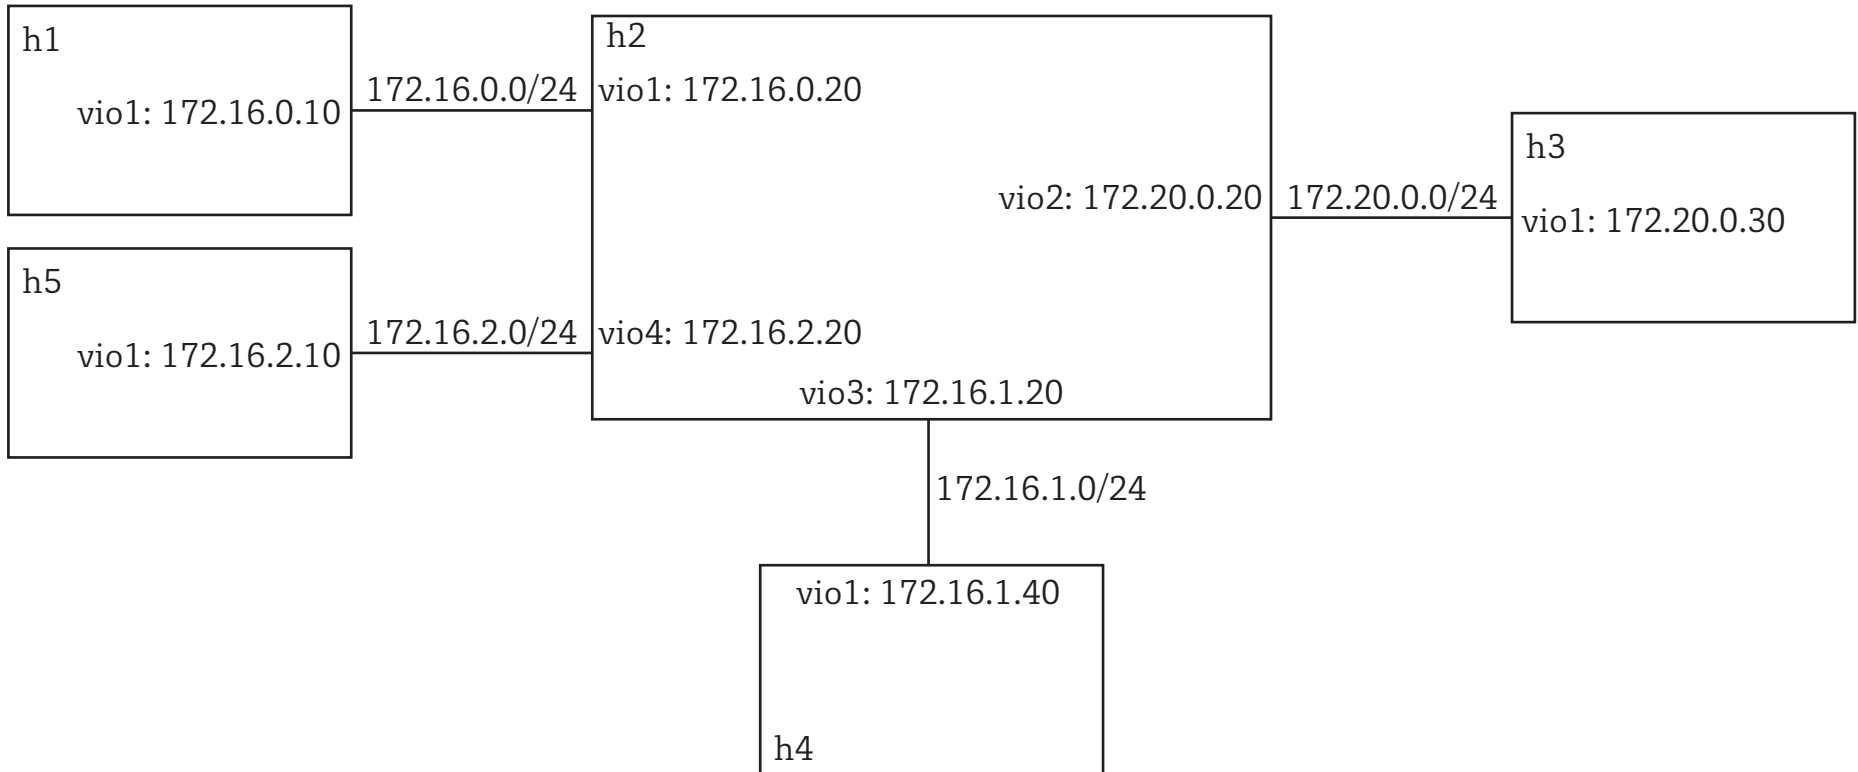 h1
vio1: 172.16.0.10
172.16.0.0/24
h2
vio1: 172.16.0.20
vio2: 172.20.0.20
172.20.0.0/24
h3
vio1: 172.20.0.30
h5
vio1: 172.16.2.10
172.16.2.0/24
vio4: 172.16.2.20
vio3: 172.16.1.20
172.16.1.0/24
vio1: 172.16.1.40
h4